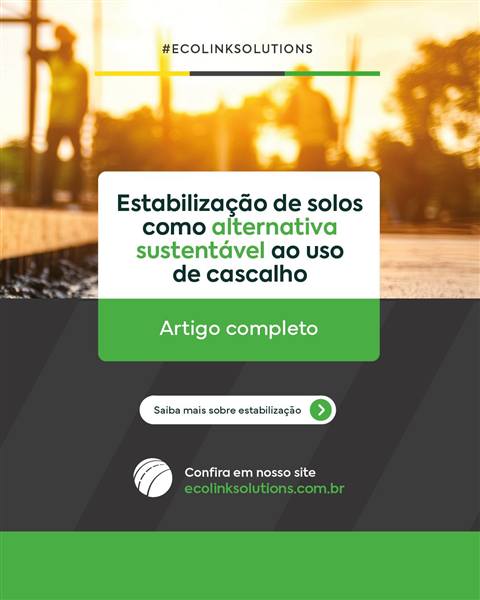 #ECOLINKSOLUTIONS
Estabilização de solos
como alternativa
sustentável ao uso
de cascalho
Artigo completo
Saiba mais sobre estabilização
Confira em nosso site
ecolinksolutions.com.br